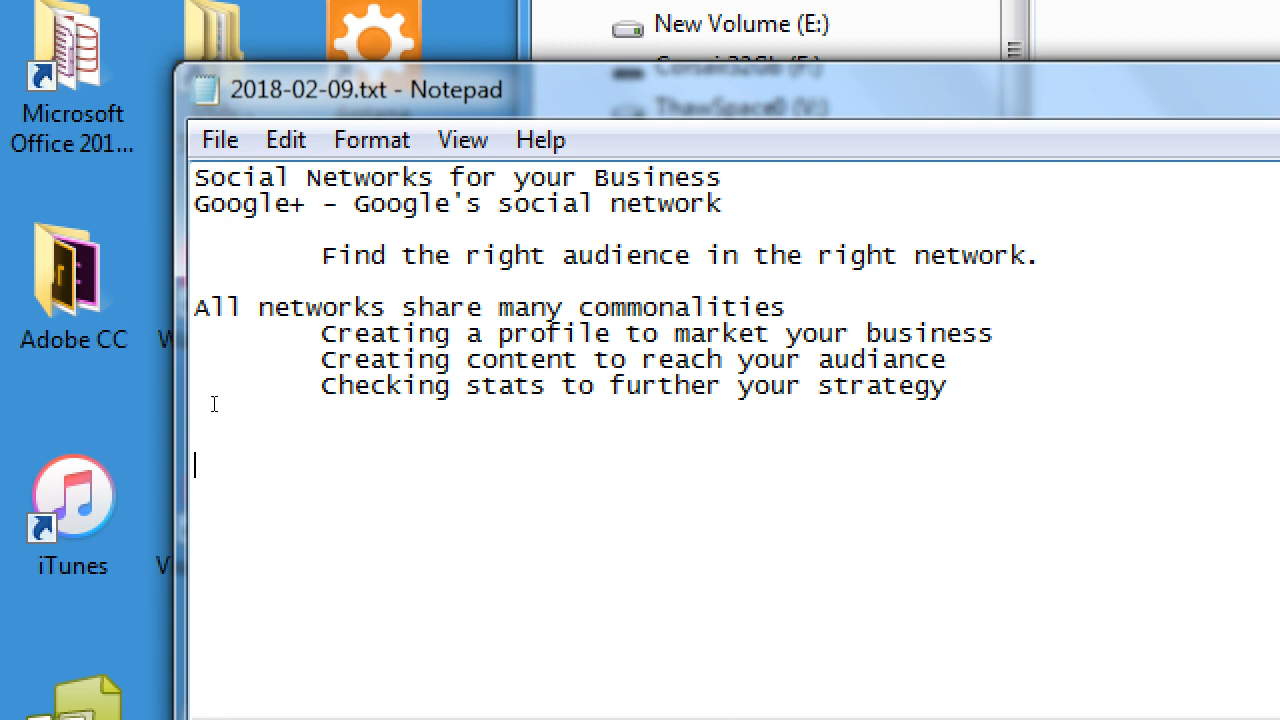 New Volume (E:)
Corsair32Gb (F:)
ThawSpace0 (V:)
Microsoft
Office 201...
2018-02-09.txt - Notepad
File Edit Format View Help
Social Networks for your Business
Google+ - Google's social network
Find the right audience in the right network.
All networks share many commonalities
Creating a profile to market your business
Creating content to reach your audiance
Checking stats to further your strategy
Adobe CC
iTunes